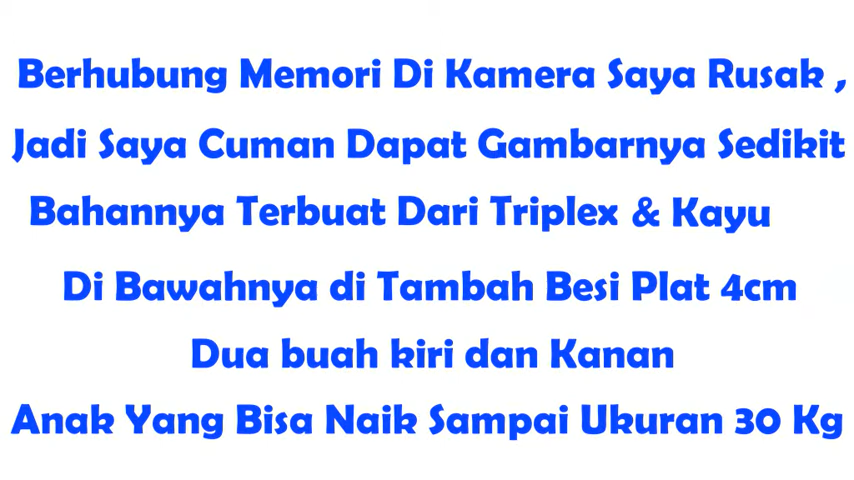 Berhubung Memori Di Kamera Saya Rusak ,
Jadi Saya Cuman Dapat Gambarnya Sedikit
Bahannya Terbuat Dari Triplex & Kayu
Di Bawahnya di Tambah Besi Plat 4cm
Dua buah kiri dan Kanan
Anak Yang Bisa Naik Sampai Ukuran 30 Kg